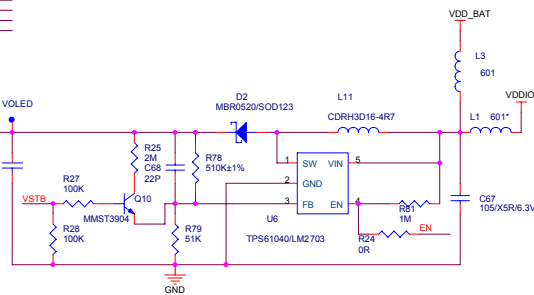 VDD_BAT
L3
601
VDDIO
L1 601*
VOLED
D2
MBR0520/SOD123
L11
CDRH3D16-4R7
R25
2M
C68
22P
R78
510K±1%
1 SW VIN 5
2 GND
3 FB EN 4
U6
TPS61040/LM2703
R27
100K
VSTB
Q10
MMST3904
R28
100K
R79
51K
R81
1M
R24
0R
EN
C67
105/X5R/6.3V
GND